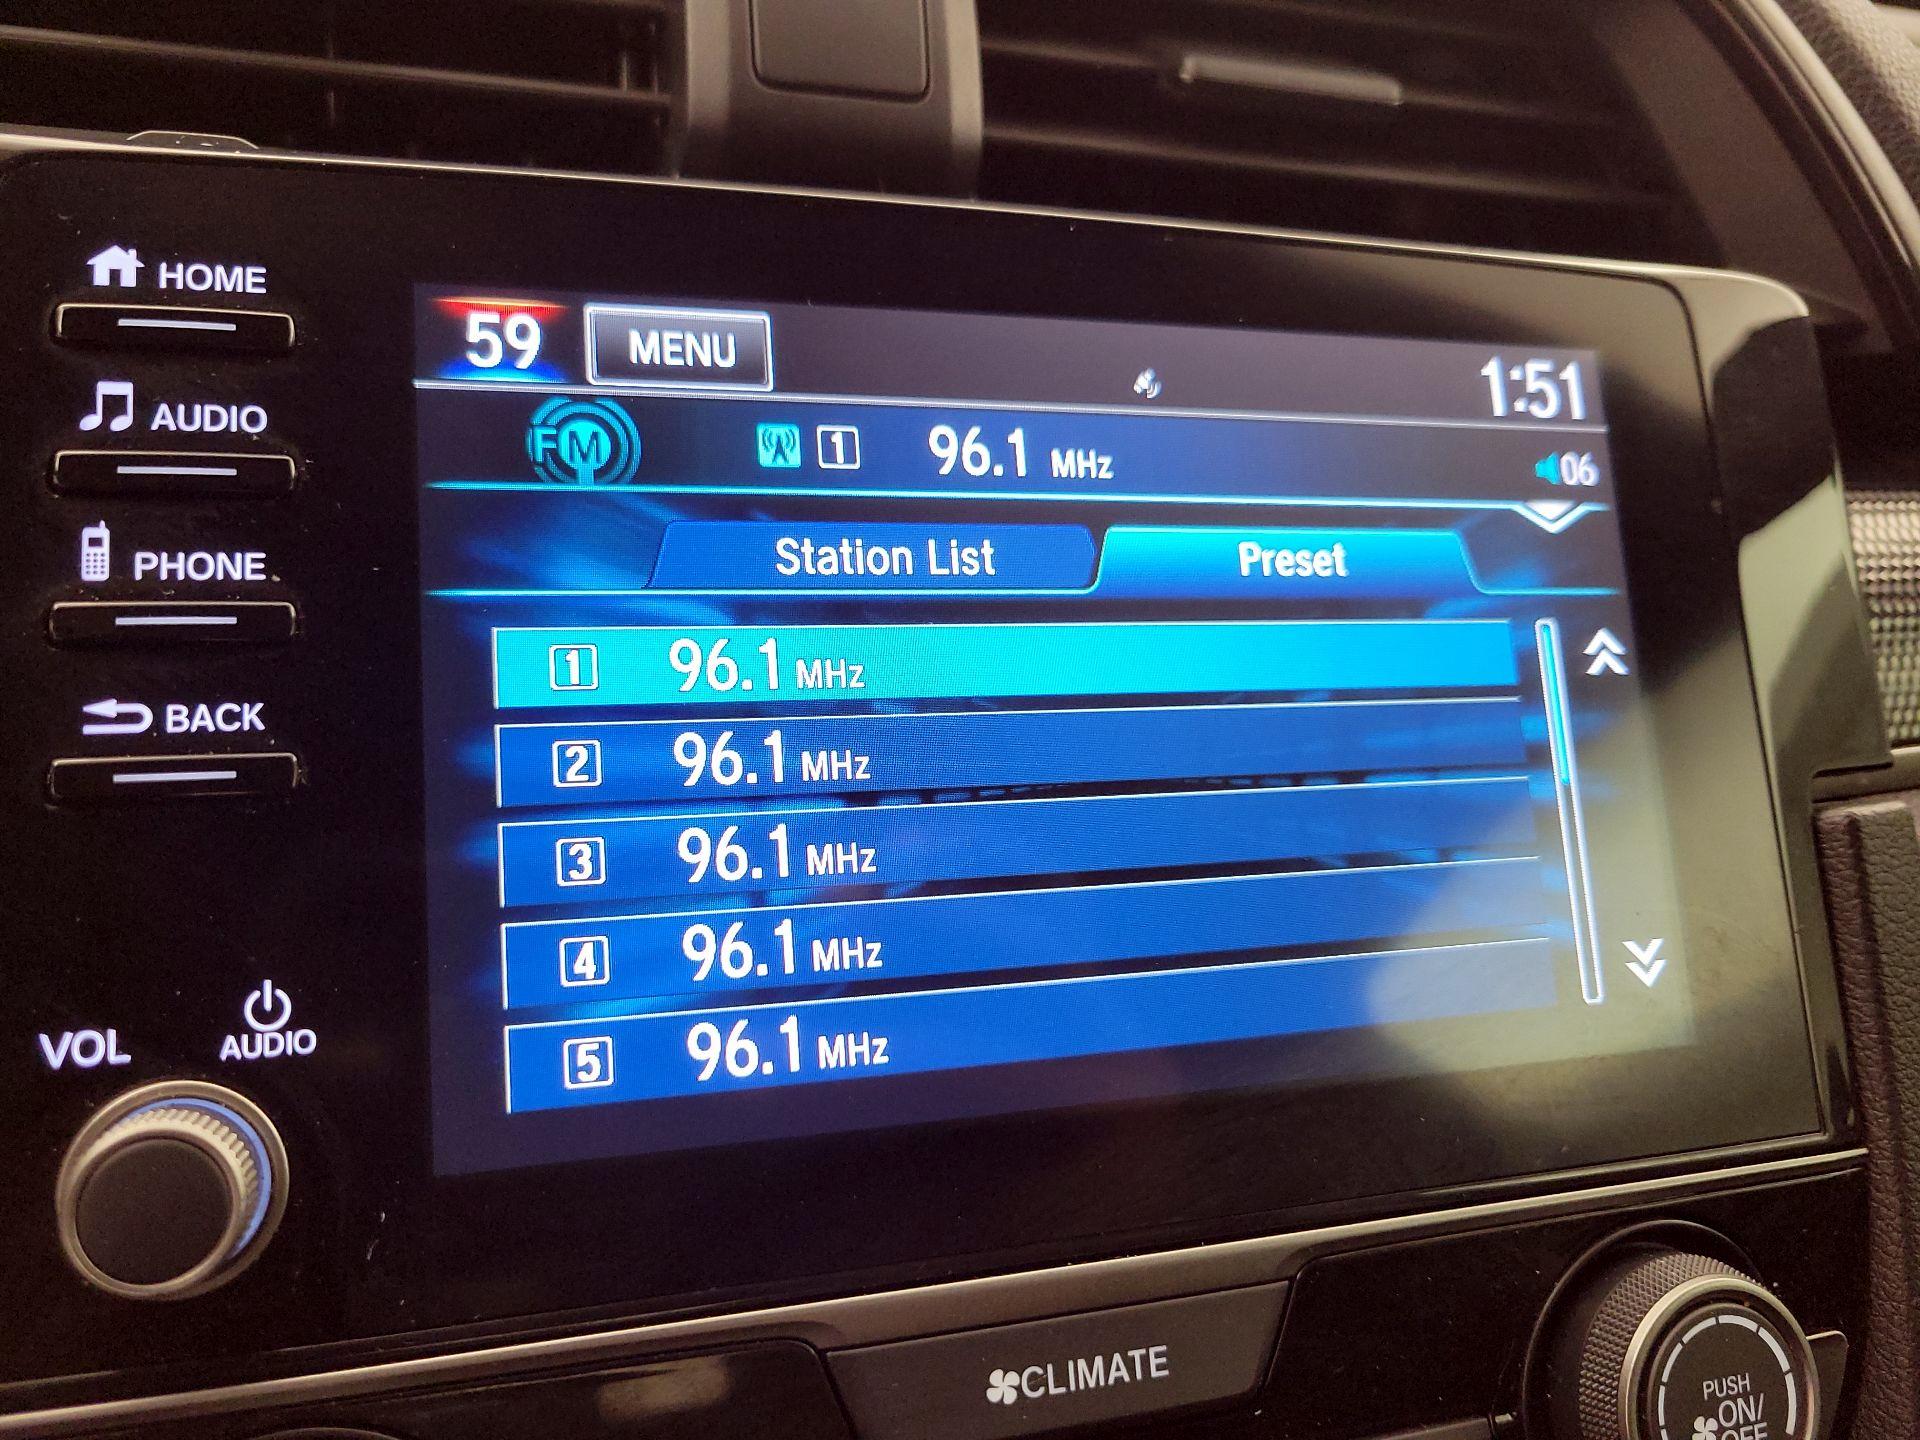 HOME
AUDIO
PHONE
BACK
VOL
AUDIO
59 MENU 1:51
FM 1 96.1 MHz 06
Station List Preset
1 96.1 MHz
2 96.1 MHz
3 96.1 MHz
4 96.1 MHz
5 96.1 MHz
CLIMATE
PUSH
ON/
OFF